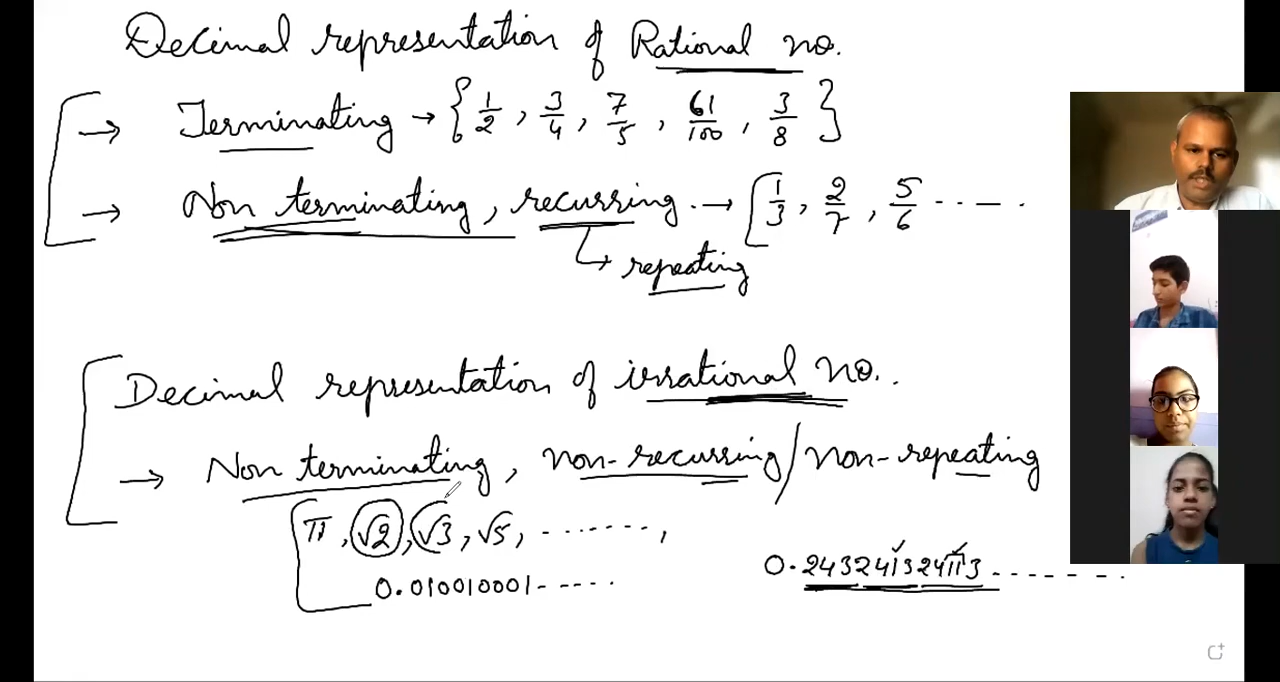 Decimal representation of Rational no.
→ Terminating → { 1/2, 3/4, 7/5, 61/100, 3/8 }
→ Non terminating, recurring. → [ 1/3, 2/7, 5/6 ... — .
↳ repeating
Decimal representation of irrational no..
→ Non terminating, non-recurring/non-repeating
π, √2, √3, √5, ........,
0.010010001-----
0.243241324113--------